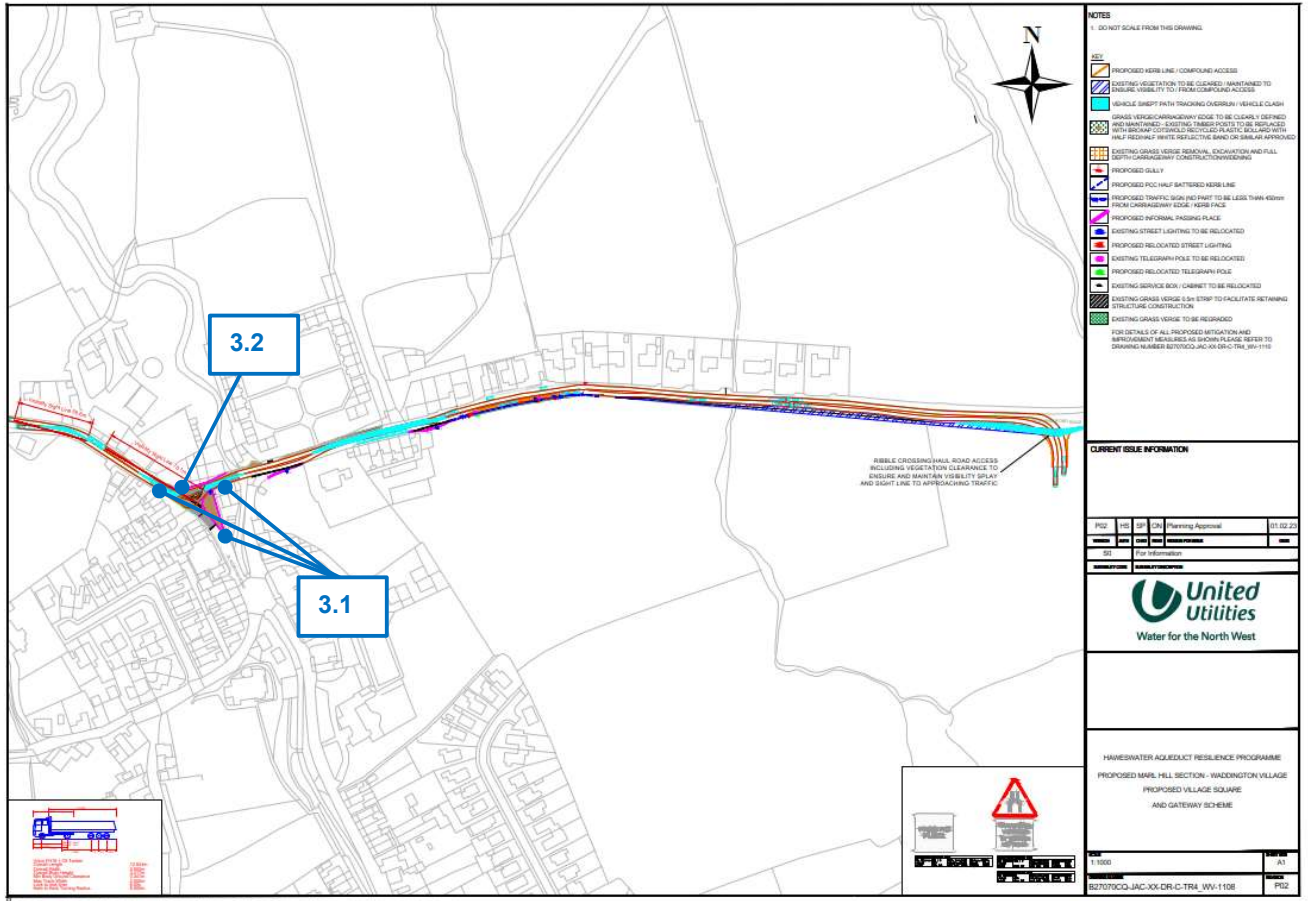 NOTES
1. DO NOT SCALE FROM THIS DRAWING.
KEY
PROPOSED KERB LINE / COMPOUND ACCESS
EXISTING VEGETATION TO BE CLEARED / MAINTAINED TO
ENSURE VISIBILITY TO / FROM COMPOUND ACCESS
VEHICLE SWEPT PATH TRACKING OVERRUN / VEHICLE CLASH
GRASS VERGE/CARRIAGEWAY EDGE TO BE CLEARLY DEFINED
AND MAINTAINED - EXISTING TIMBER POSTS TO BE REPLACED
WITH BROXAP COTSWOLD RECYCLED PLASTIC BOLLARD WITH
HALF RED/HALF WHITE REFLECTIVE BAND OR SIMILAR APPROVED
EXISTING GRASS VERGE REMOVAL, EXCAVATION AND FULL
DEPTH CARRIAGEWAY CONSTRUCTION/WIDENING
PROPOSED GULLY
PROPOSED PCC HALF BATTERED KERB LINE
PROPOSED TRAFFIC SIGN (NO PART TO BE LESS THAN 450mm
FROM CARRIAGEWAY EDGE / KERB FACE
PROPOSED INFORMAL PASSING PLACE
EXISTING STREET LIGHTING TO BE RELOCATED
PROPOSED RELOCATED STREET LIGHTING
EXISTING TELEGRAPH POLE TO BE RELOCATED
PROPOSED RELOCATED TELEGRAPH POLE
EXISTING SERVICE BOX / CABINET TO BE RELOCATED
EXISTING GRASS VERGE 0.5m STRIP TO FACILITATE RETAINING
STRUCTURE CONSTRUCTION
EXISTING GRASS VERGE TO BE REGRADED
FOR DETAILS OF ALL PROPOSED MITIGATION AND
IMPROVEMENT MEASURES AS SHOWN PLEASE REFER TO
DRAWING NUMBER B27070CQ-JAC-XX-DR-C-TR4_WV-1110
N
3.2
Visibility Sight Line
Visibility Sight Line
3.1
RIBBLE CROSSING HAUL ROAD ACCESS
INCLUDING VEGETATION CLEARANCE TO
ENSURE AND MAINTAIN VISIBILITY SPLAY
AND SIGHT LINE TO APPROACHING TRAFFIC
CURRENT ISSUE INFORMATION
P02 HS SP ON Planning Approval 01.02.23
S0 For Information
United
Utilities
Water for the North West
HAWESWATER AQUEDUCT RESILIENCE PROGRAMME
PROPOSED MARL HILL SECTION - WADDINGTON VILLAGE
PROPOSED VILLAGE SQUARE
AND GATEWAY SCHEME
1:1000
A1
B27070CQ-JAC-XX-DR-C-TR4_WV-1108
P02